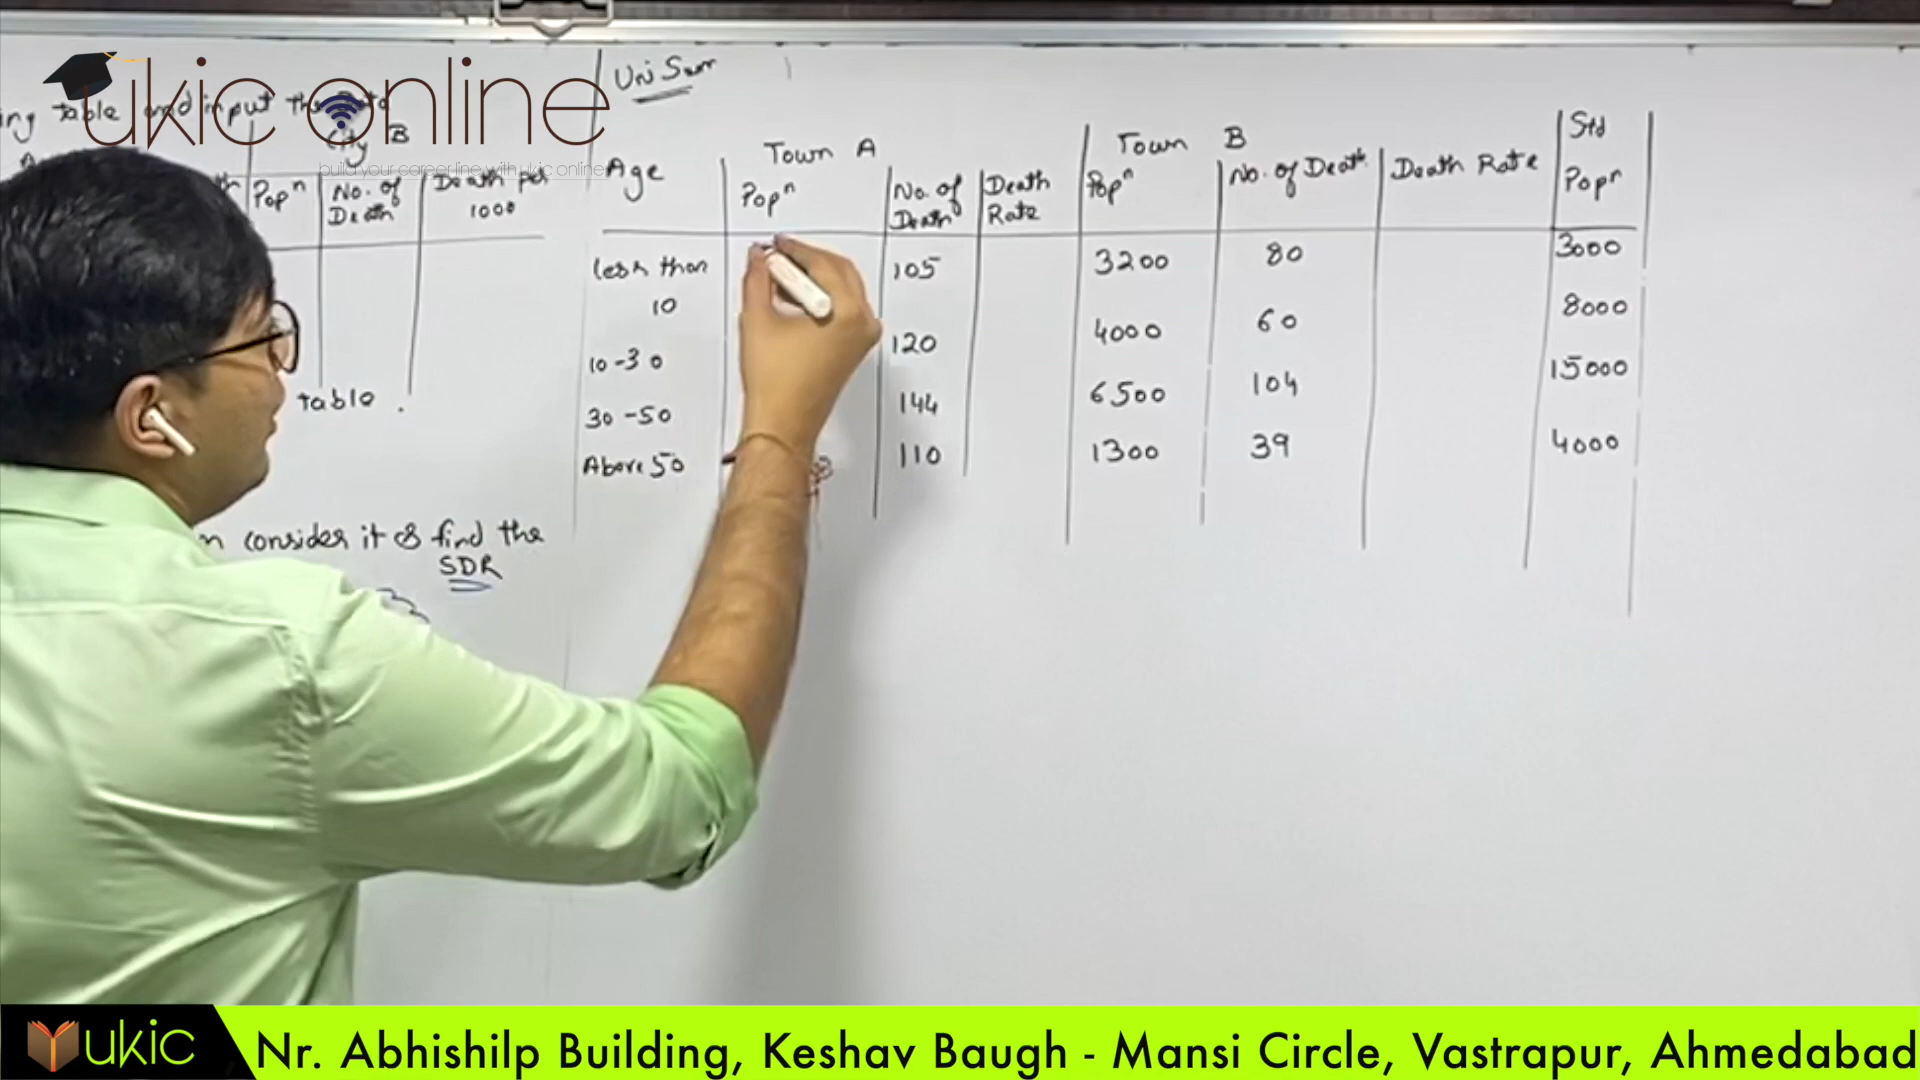 ukic online
build your career line with ukic online
ing table and input the Data
City B
Popⁿ No. of Death Death per 1000
table.
n consider it & find the
SDR
Uni Sum
Age Town A Town B Std
Popⁿ No. of Death Death Rate Popⁿ No. of Death Death Rate Popⁿ
less than 10 105 3200 80 3000
10-30 120 4000 60 8000
30-50 144 6500 104 15000
Above 50 110 1300 39 4000
ukic
Nr. Abhishilp Building, Keshav Baugh - Mansi Circle, Vastrapur, Ahmedabad